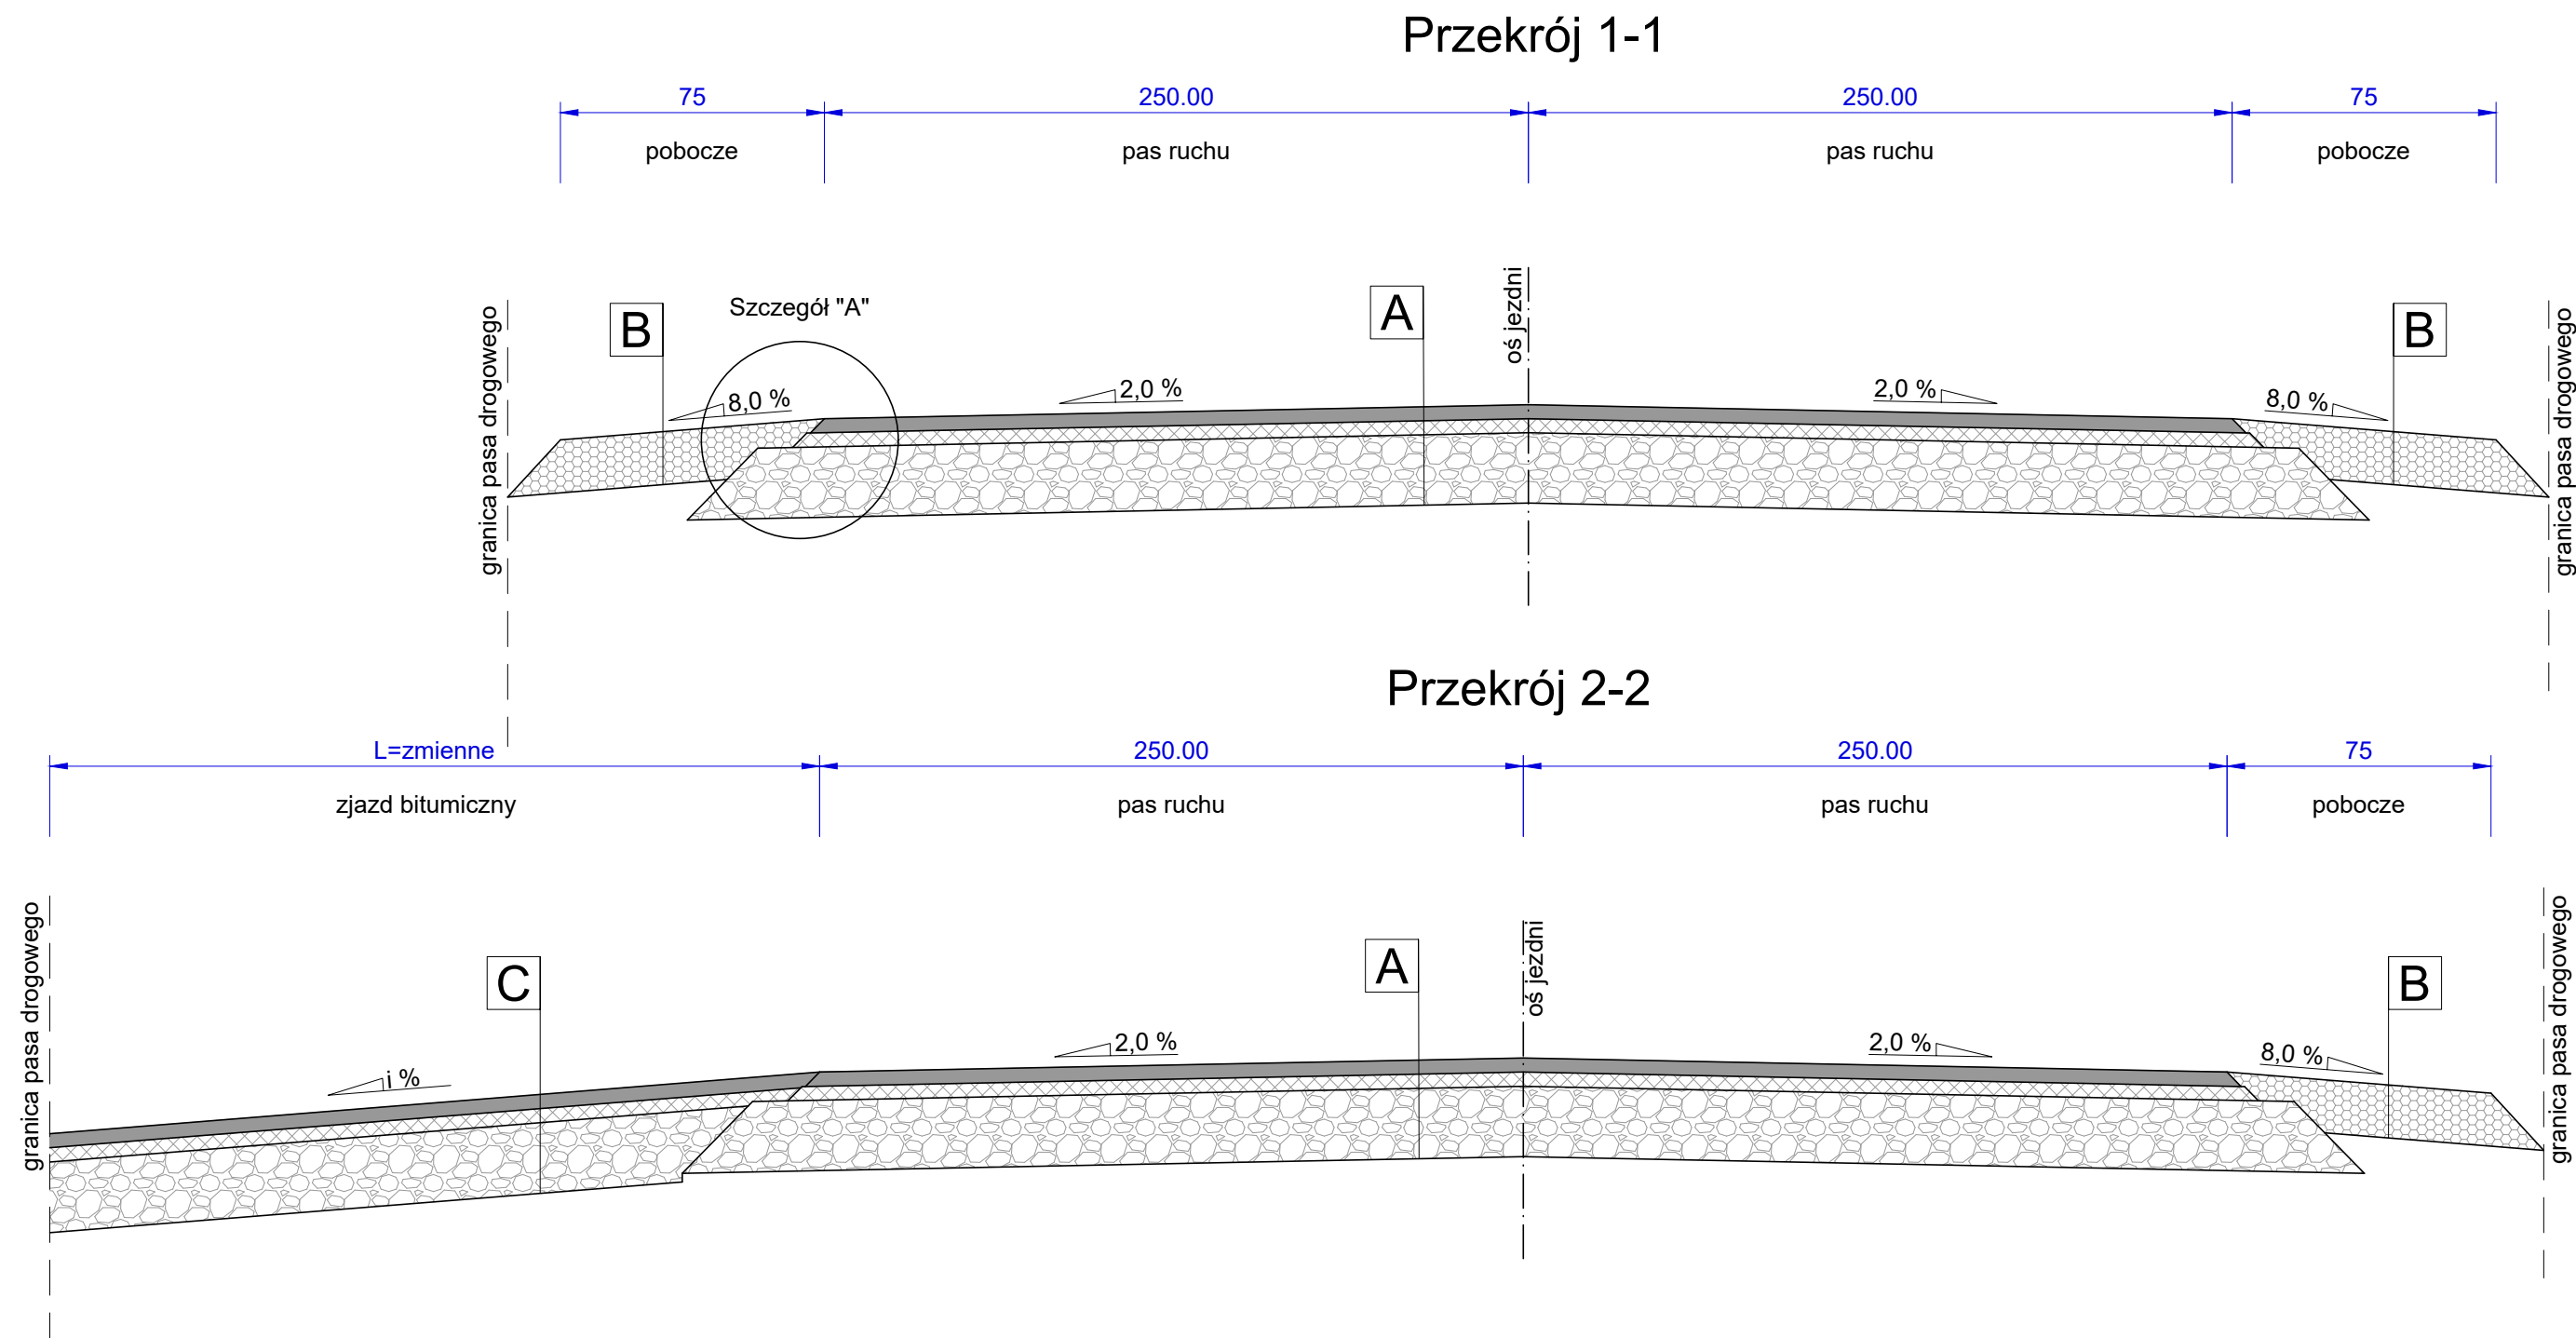 Przekrój 1-1
75
250.00
250.00
75
pobocze
pas ruchu
pas ruchu
pobocze
granica pasa drogowego
B
Szczegół "A"
A
oś jezdni
B
granica pasa drogowego
8,0 %
2,0 %
2,0 %
8,0 %
Przekrój 2-2
L=zmienne
250.00
250.00
75
zjazd bitumiczny
pas ruchu
pas ruchu
pobocze
granica pasa drogowego
C
A
oś jezdni
B
granica pasa drogowego
i %
2,0 %
2,0 %
8,0 %